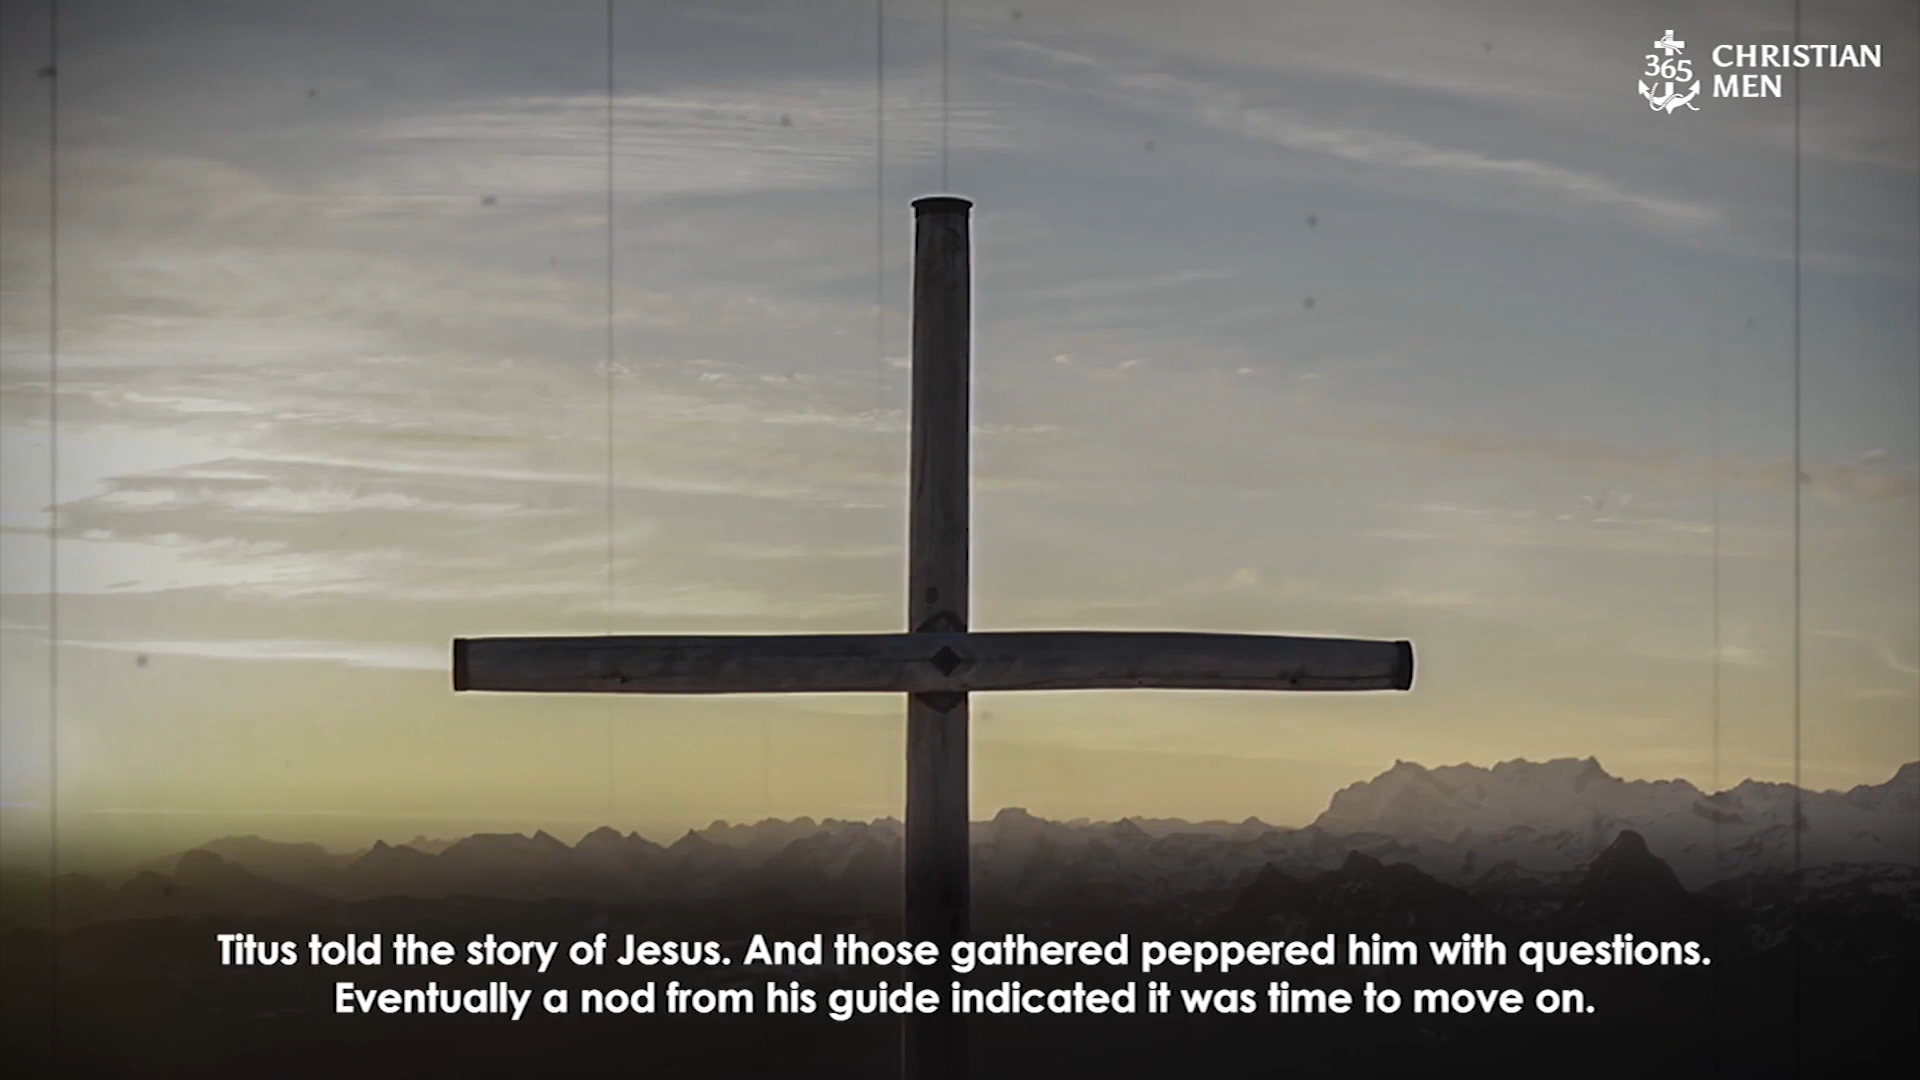 365
CHRISTIAN
MEN
Titus told the story of Jesus. And those gathered peppered him with questions.
Eventually a nod from his guide indicated it was time to move on.